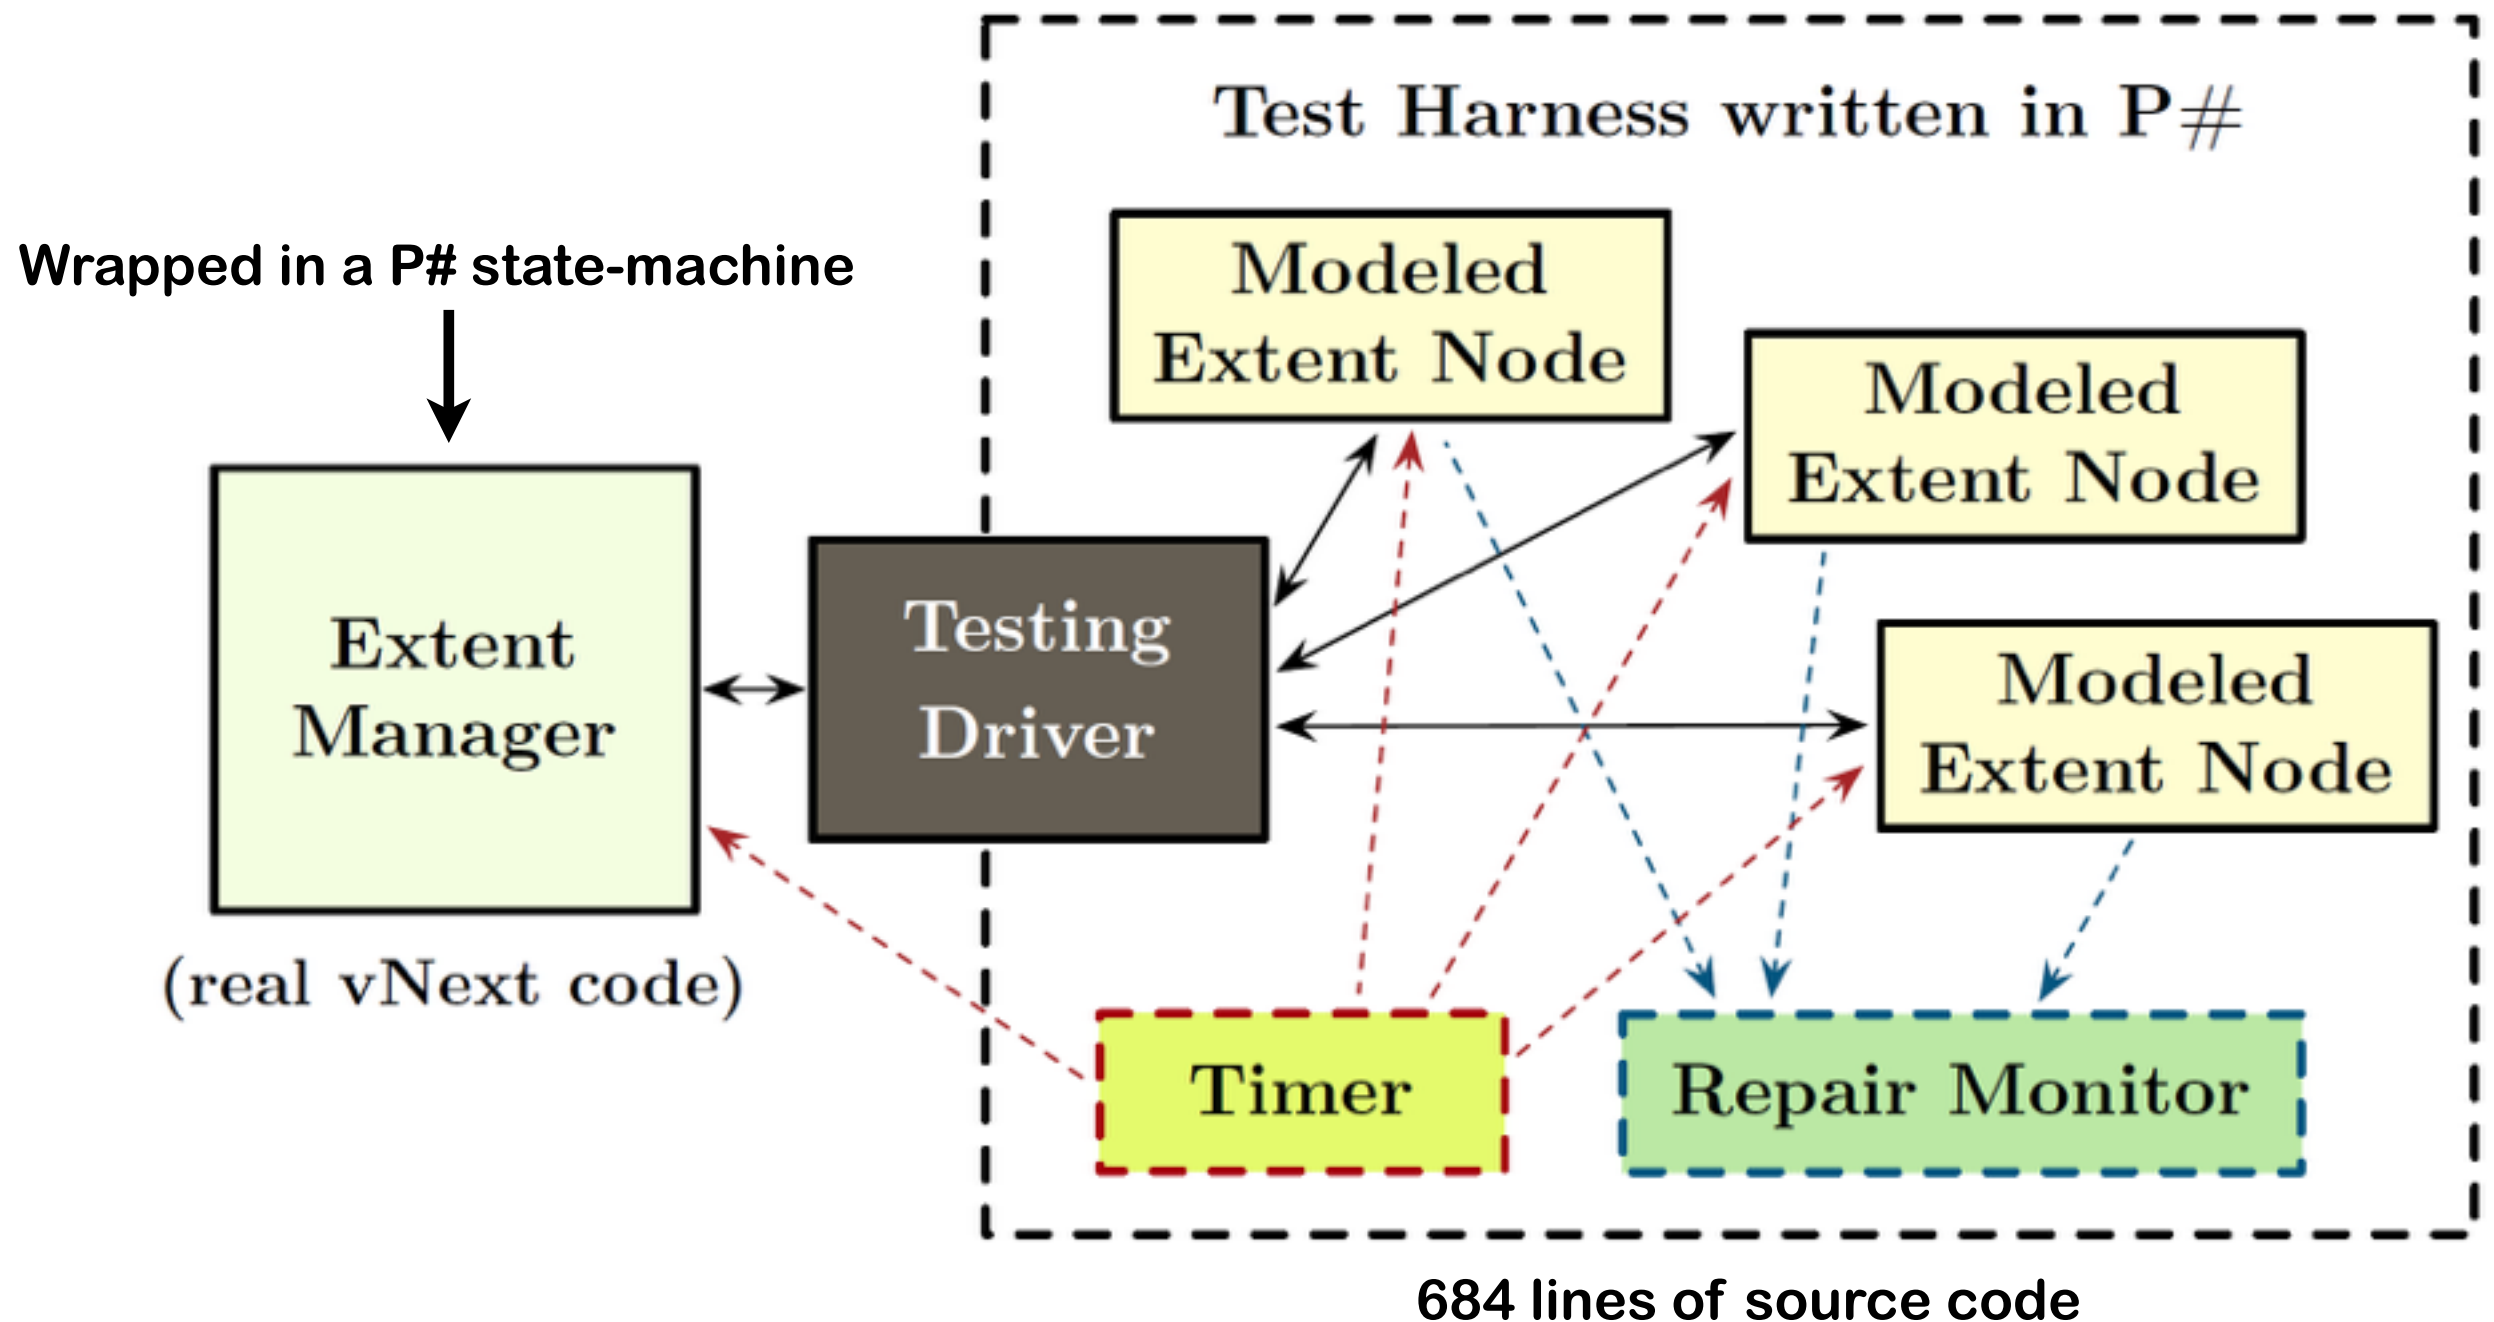 Test Harness written in P#
Wrapped in a P# state-machine
Modeled
Extent Node
Modeled
Extent Node
Extent
Manager
Testing
Driver
Modeled
Extent Node
(real vNext code)
Timer
Repair Monitor
684 lines of source code